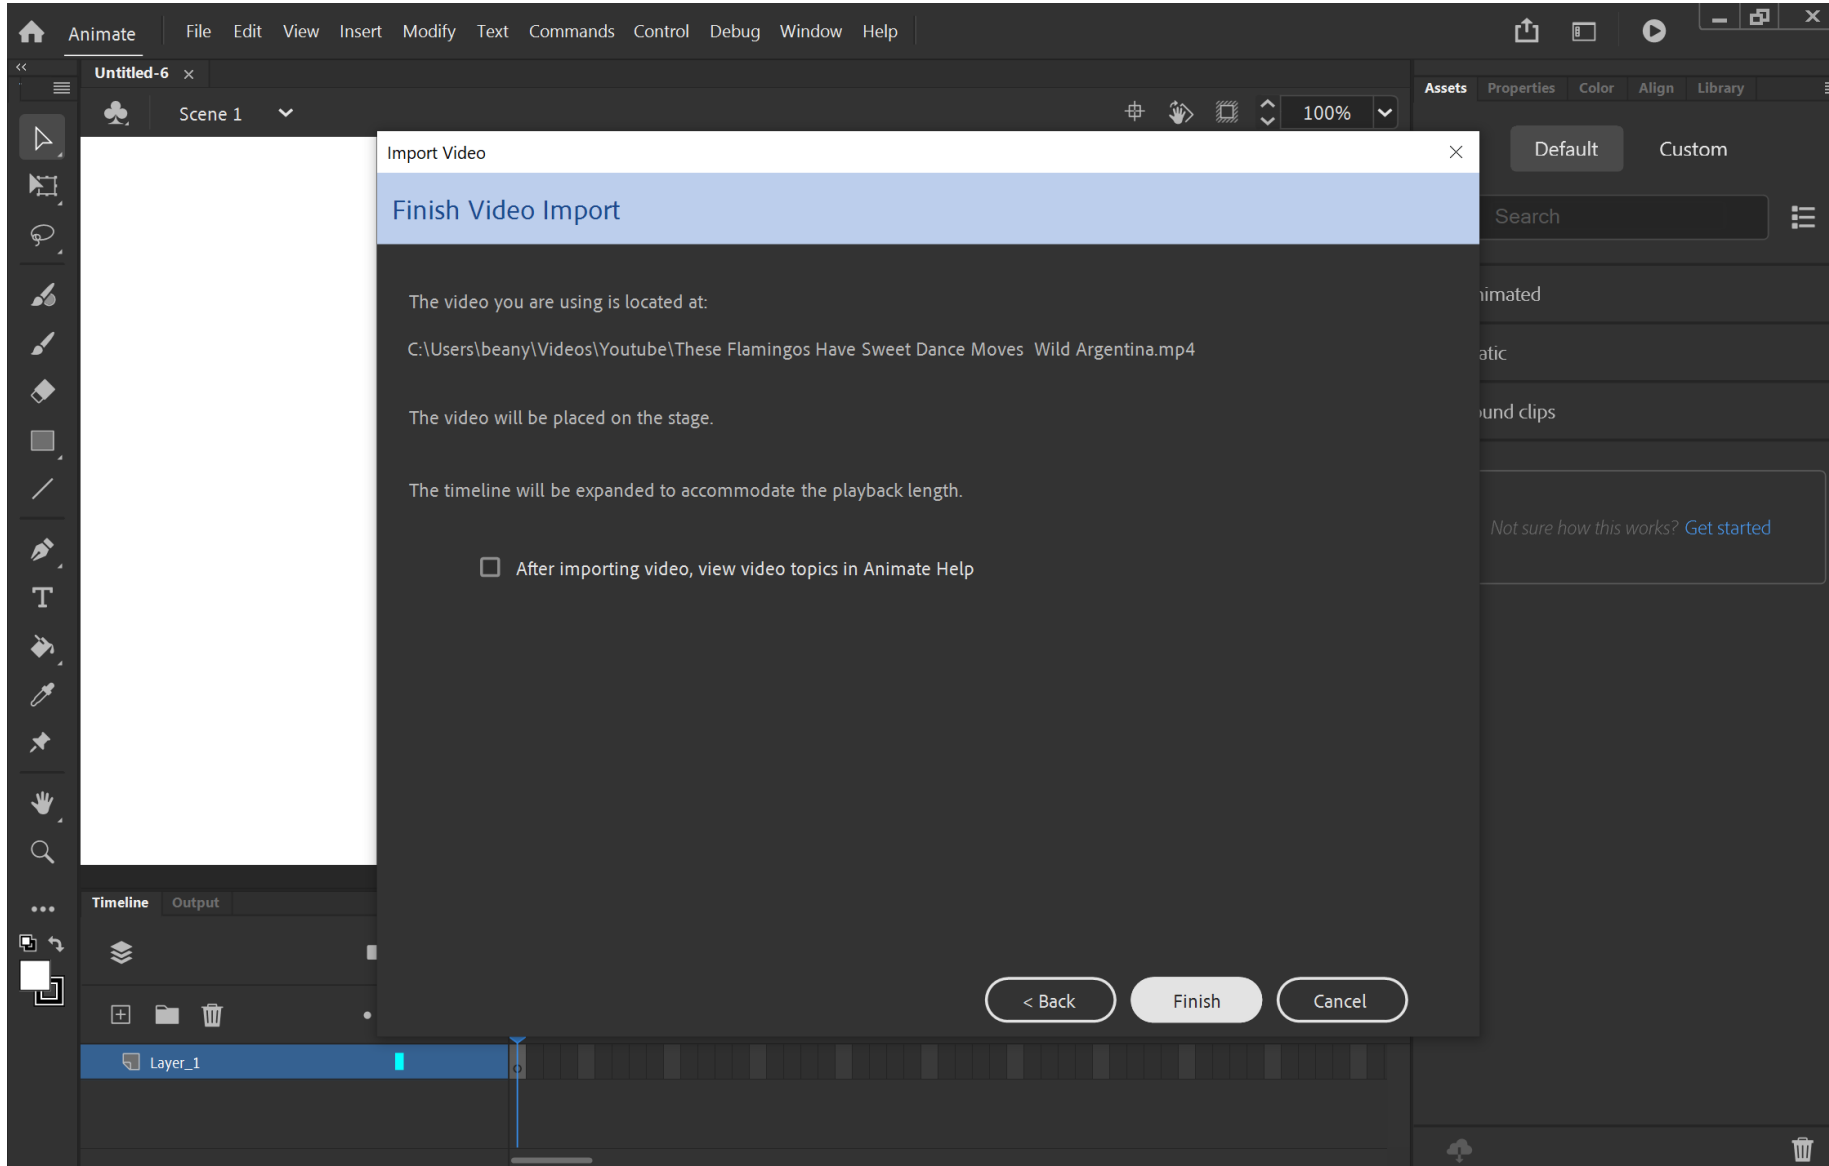 Animate File Edit View Insert Modify Text Commands Control Debug Window Help
Untitled-6
Scene 1 100%
Assets Properties Color Align Library
Default Custom
Search
Import Video
Finish Video Import
The video you are using is located at:
C:\Users\beany\Videos\Youtube\These Flamingos Have Sweet Dance Moves  Wild Argentina.mp4
The video will be placed on the stage.
The timeline will be expanded to accommodate the playback length.
After importing video, view video topics in Animate Help
< Back Finish Cancel
nimated
atic
ound clips
Not sure how this works? Get started
Timeline Output
Layer_1